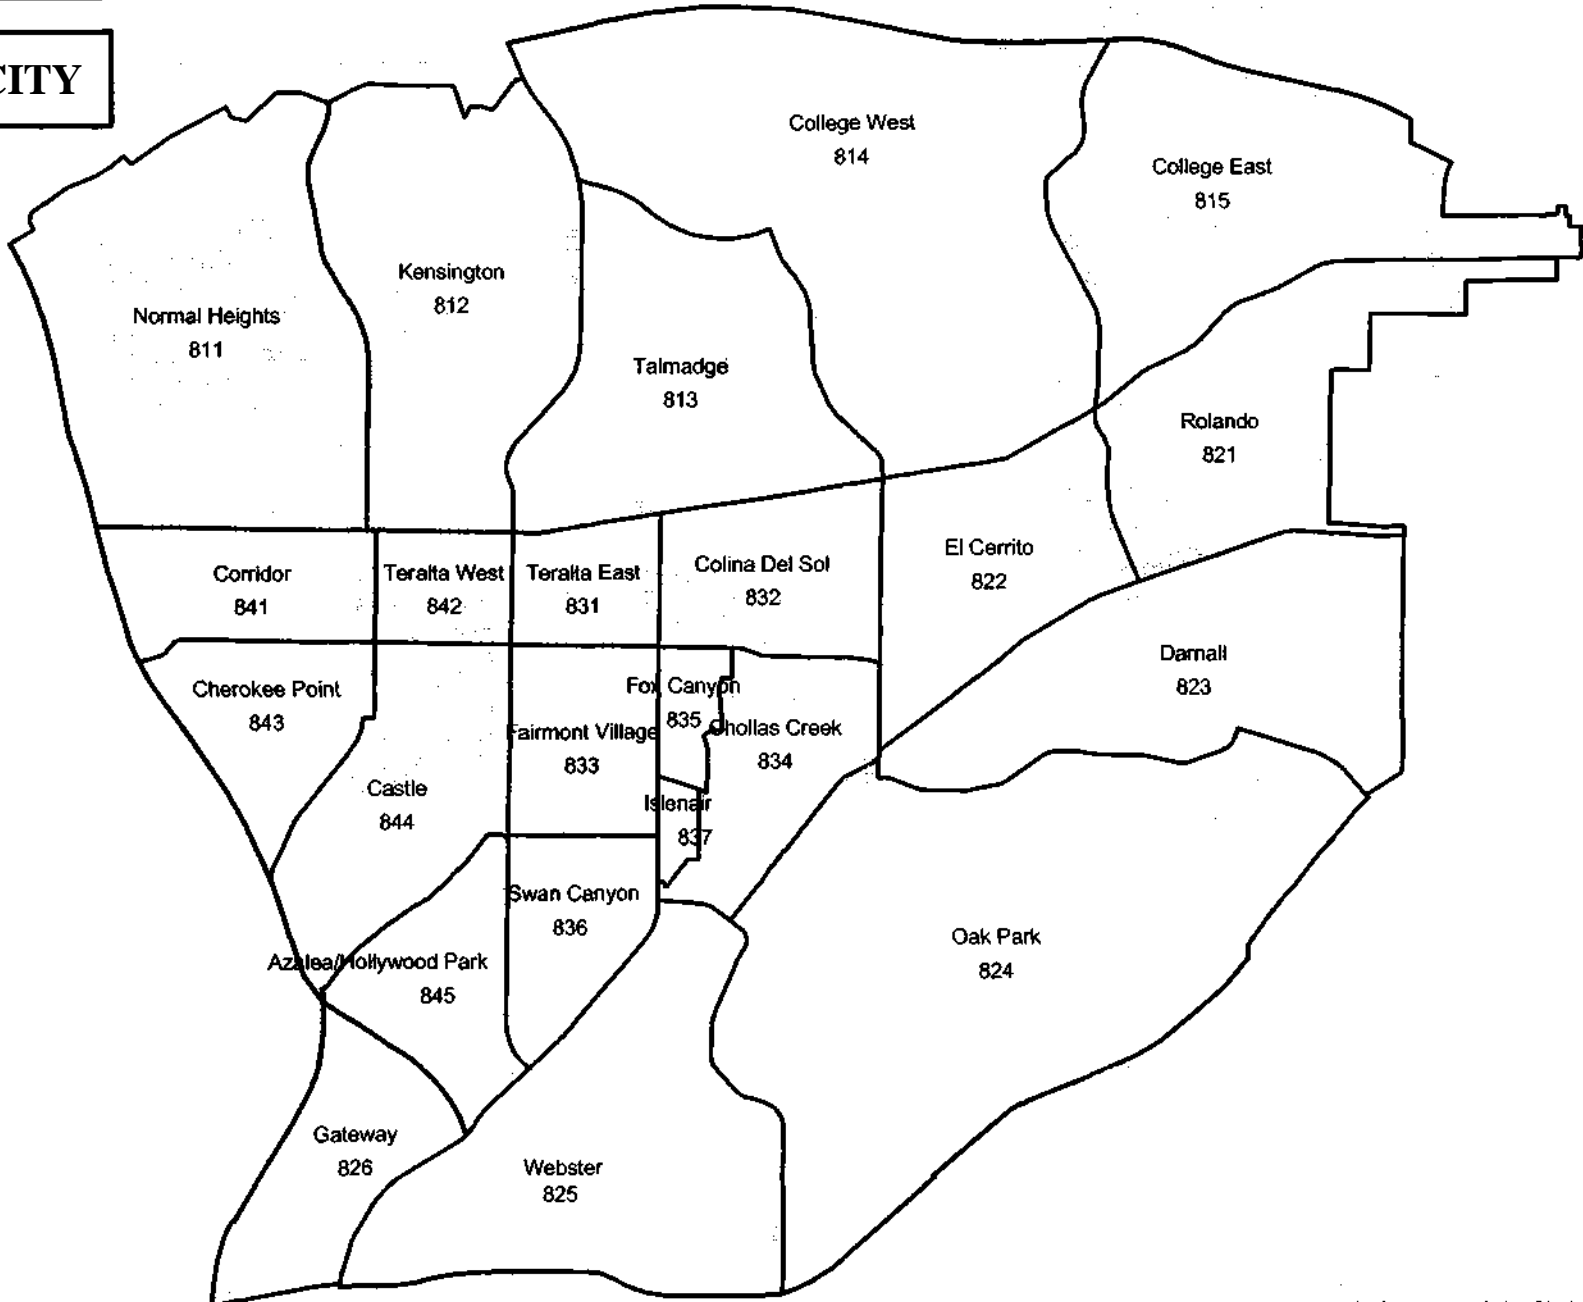 CITY
College West
814
College East
815
Kensington
812
Normal Heights
811
Talmadge
813
Rolando
821
El Cerrito
822
Colina Del Sol
832
Corridor
841
Teralta West
842
Teralta East
831
Darnall
823
Cherokee Point
843
Fox Canyon
835
Chollas Creek
834
Fairmont Village
833
Castle
844
Islenair
837
Swan Canyon
836
Oak Park
824
Azalea/Hollywood Park
845
Gateway
826
Webster
825